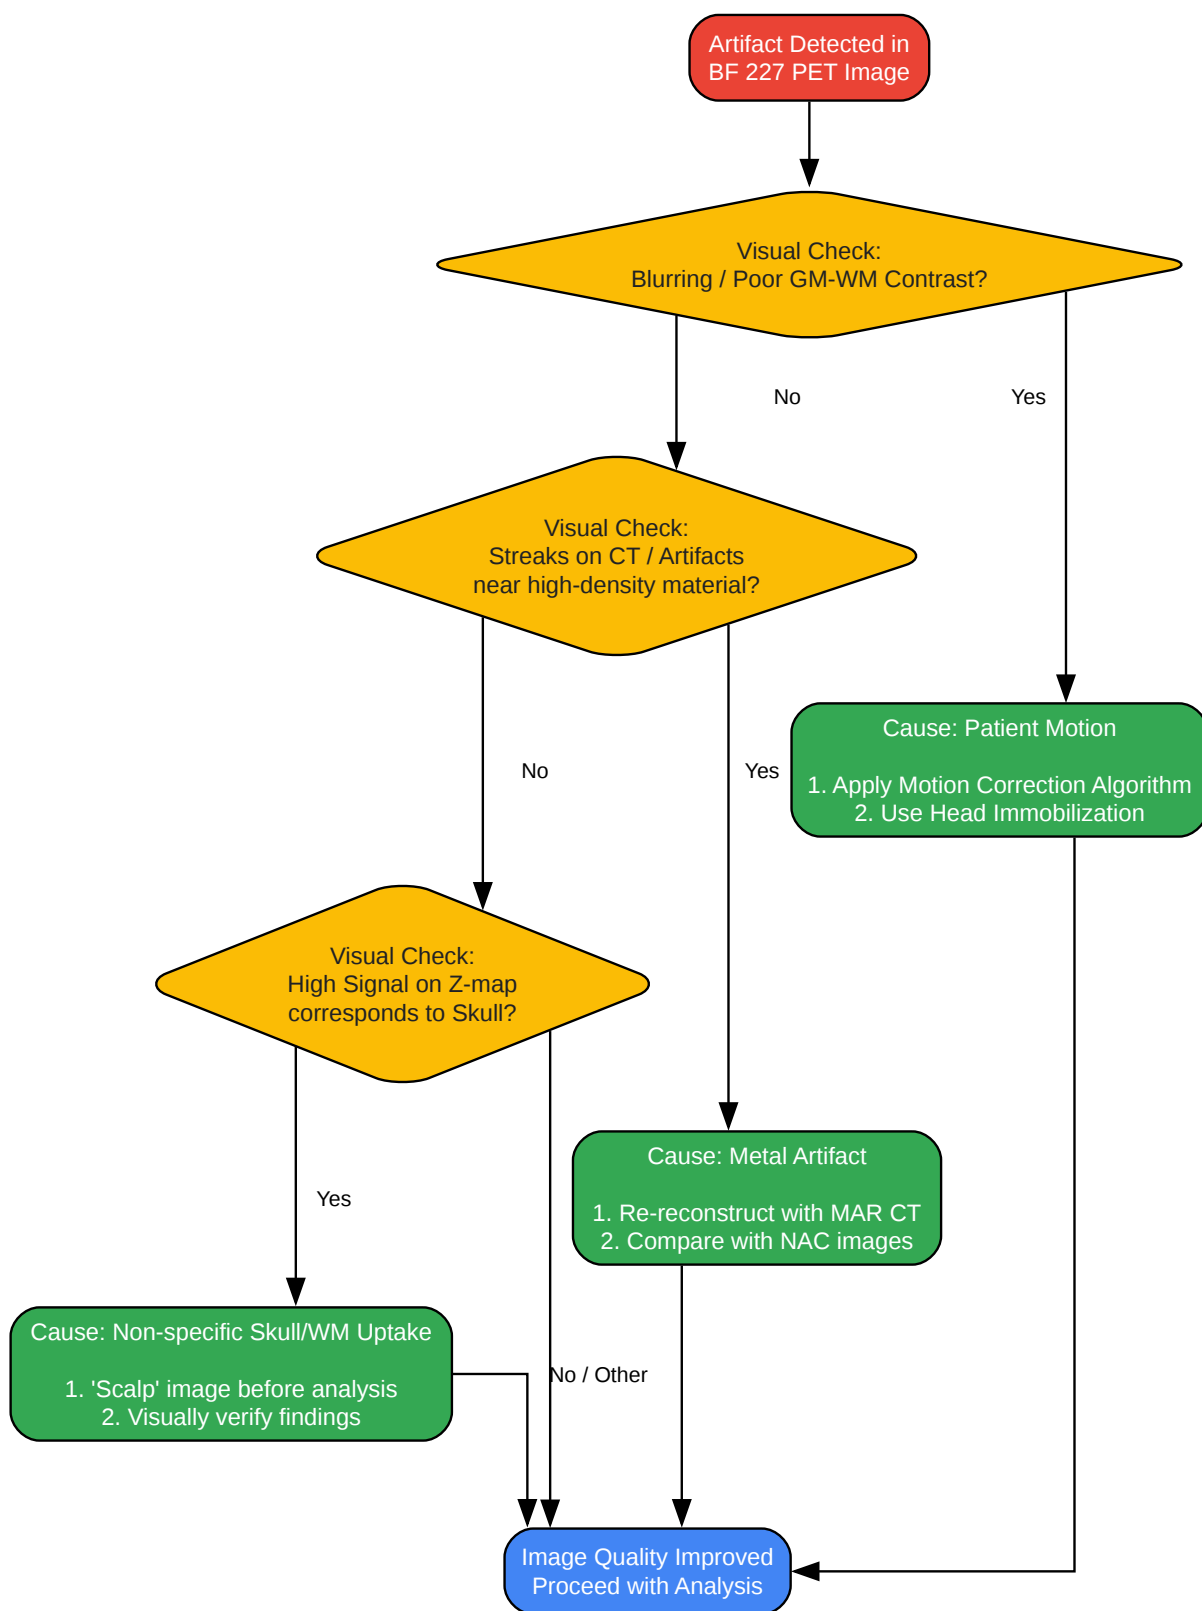 Artifact Detected in
BF 227 PET Image
Visual Check:
Blurring / Poor GM-WM Contrast?
No
Yes
Visual Check:
Streaks on CT / Artifacts
near high-density material?
No
Yes
Cause: Patient Motion
1. Apply Motion Correction Algorithm
2. Use Head Immobilization
Visual Check:
High Signal on Z-map
corresponds to Skull?
Yes
No / Other
Cause: Metal Artifact
1. Re-reconstruct with MAR CT
2. Compare with NAC images
Cause: Non-specific Skull/WM Uptake
1. 'Scalp' image before analysis
2. Visually verify findings
Image Quality Improved
Proceed with Analysis